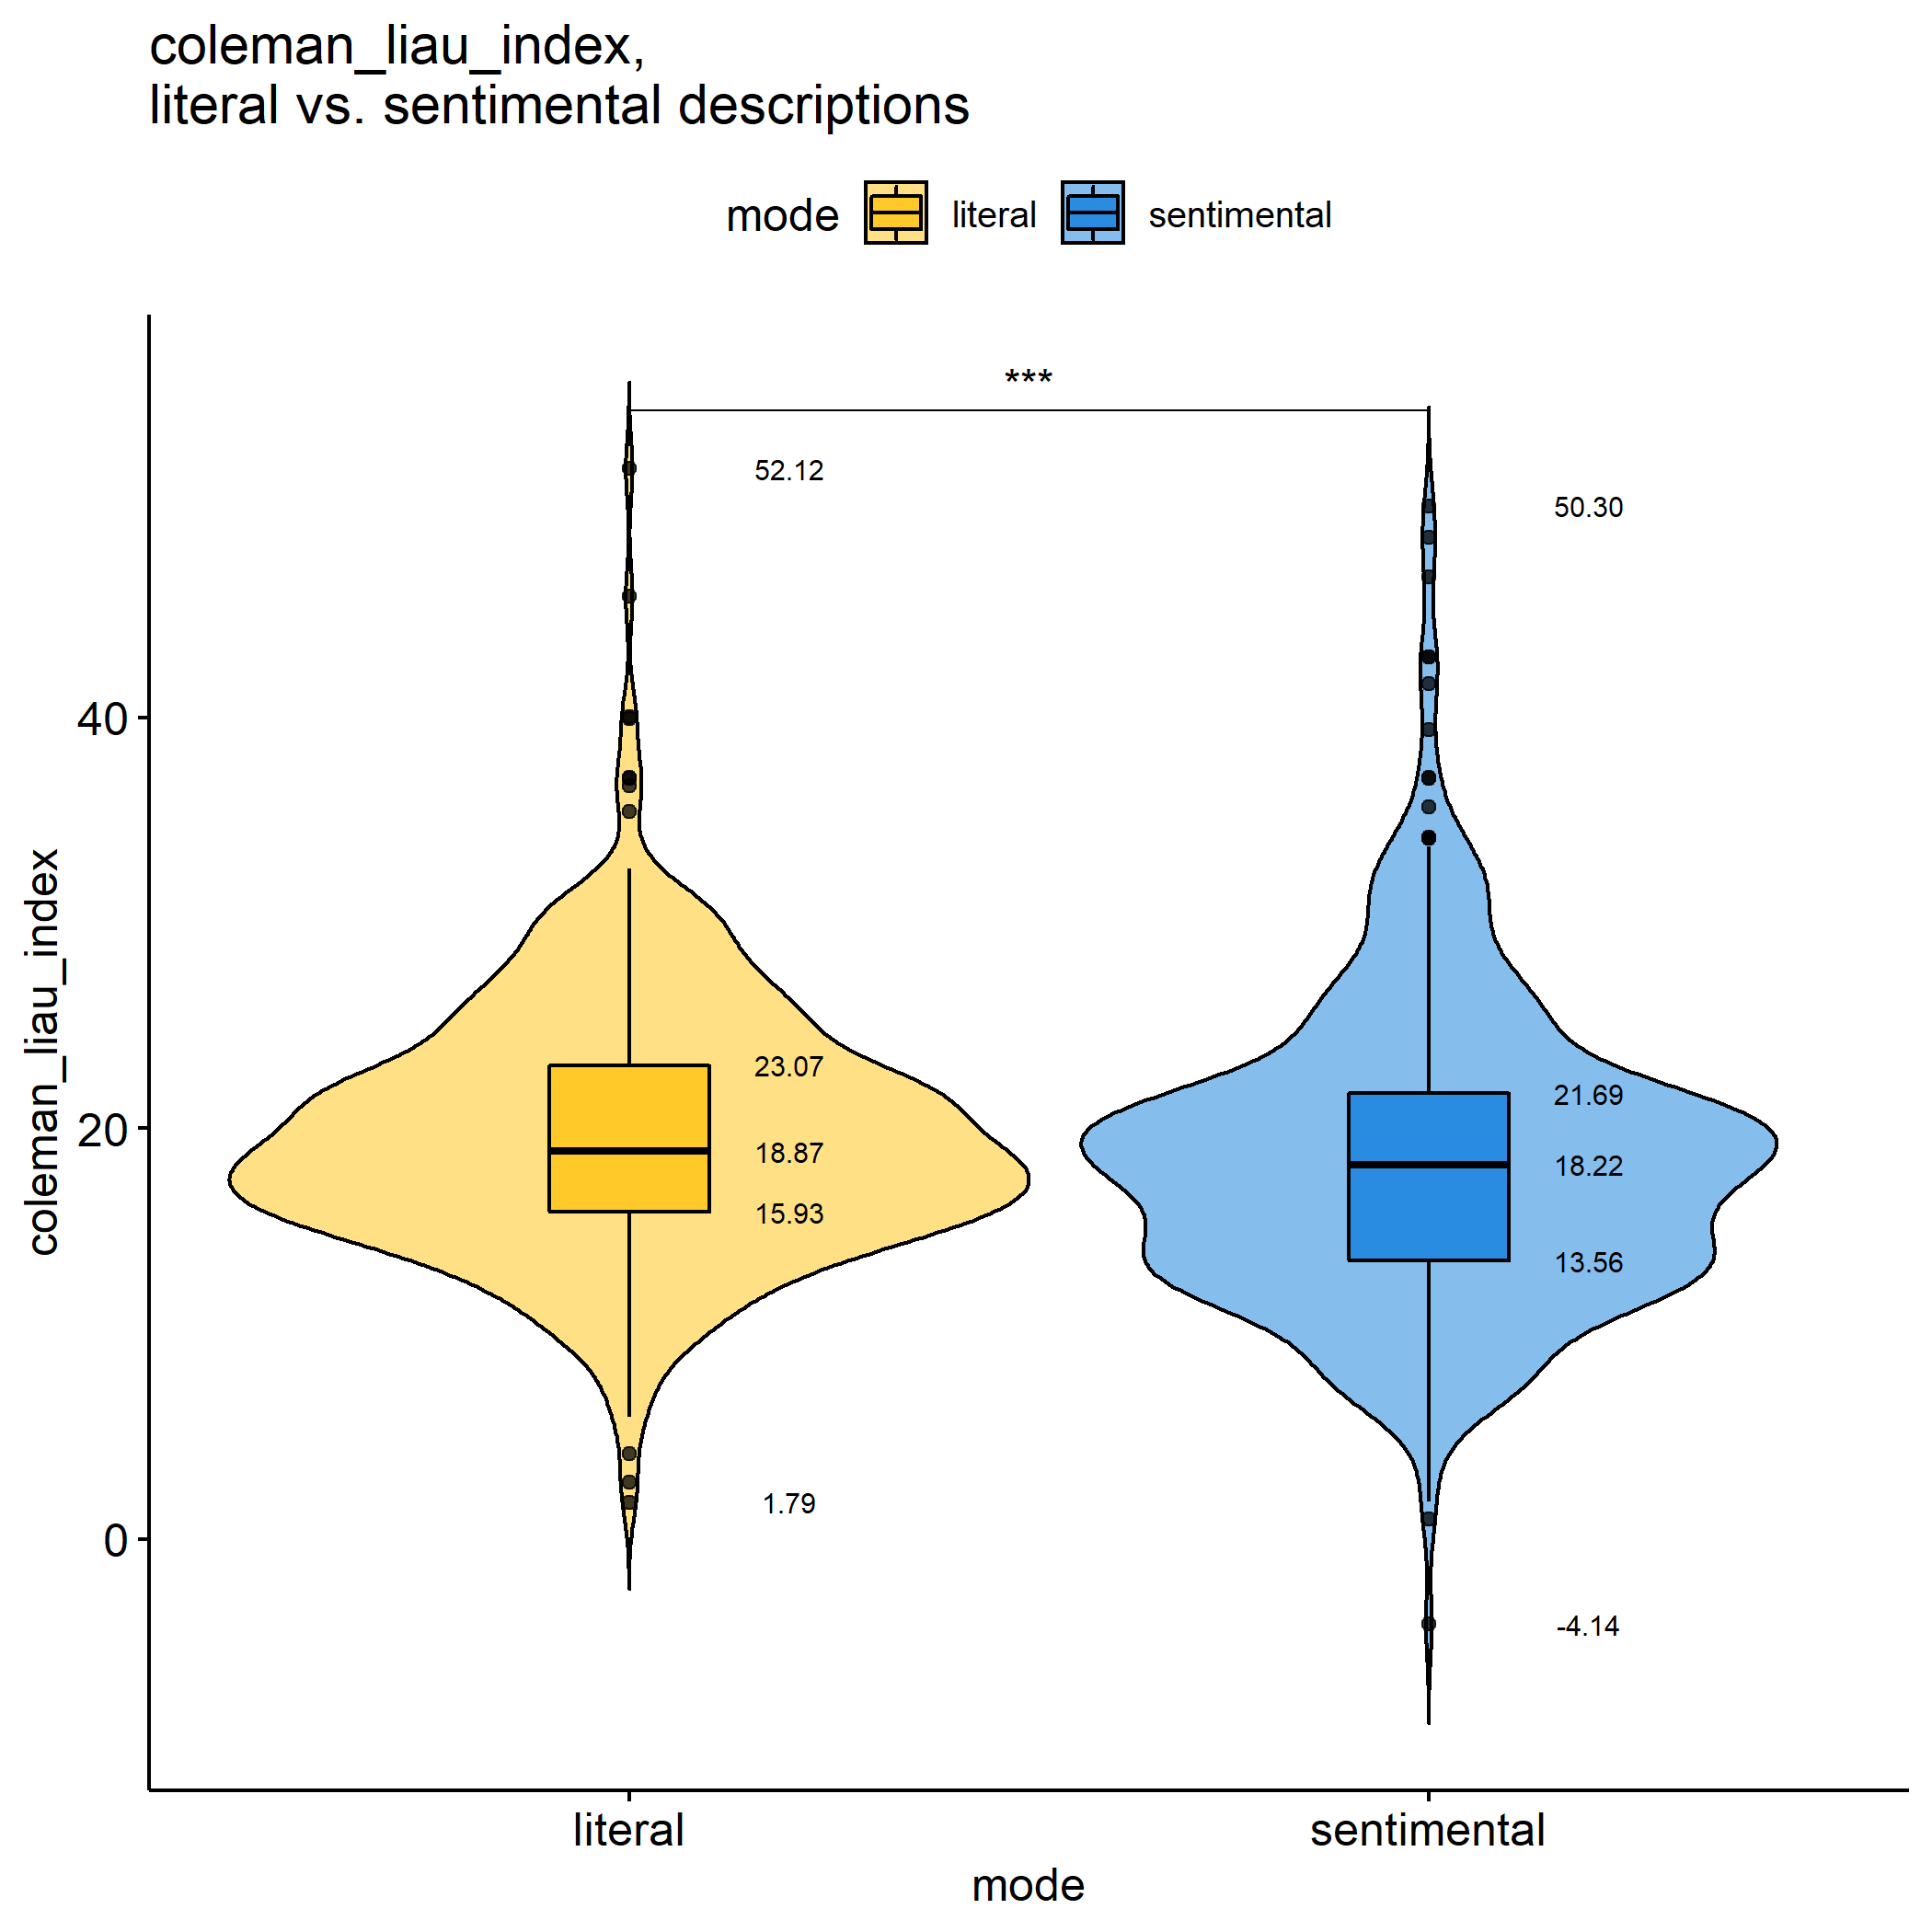 coleman_liau_index,
literal vs. sentimental descriptions
mode literal sentimental
***
52.12
50.30
40
23.07
21.69
20
18.87
18.22
15.93
13.56
1.79
0
-4.14
coleman_liau_index
literal sentimental
mode